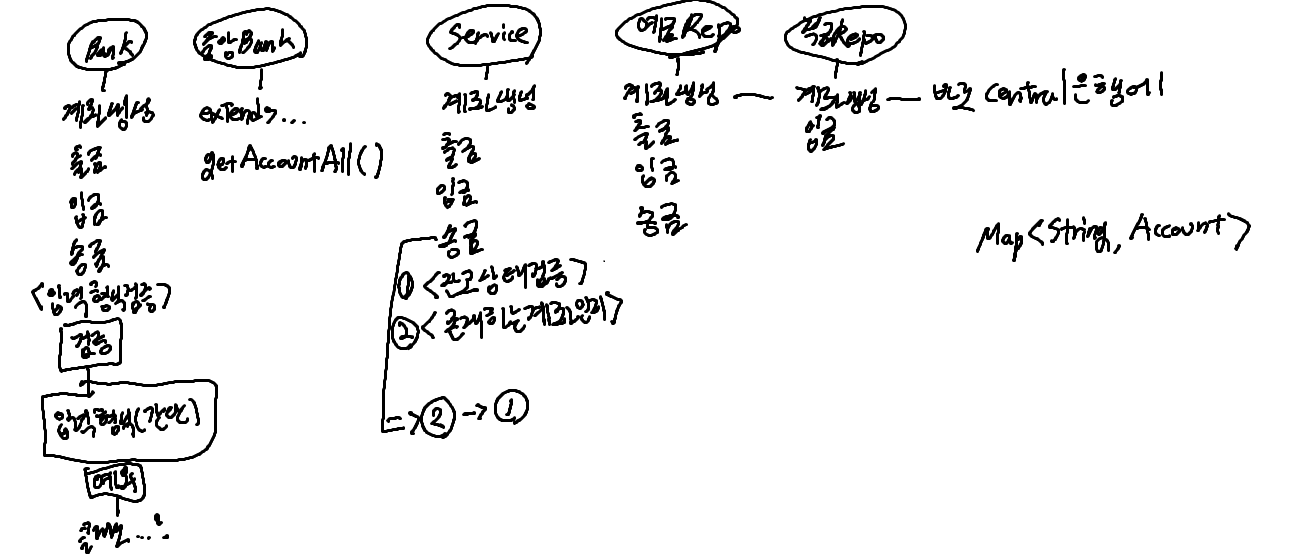 Bank
계좌생성
출금
입금
송금
<입력 형식검증>
검증
입력 형식(간단)
중앙Bank
extends...
getAccountAll()
Service
계좌생성
출금
입금
송금
① <잔고상태검증>
② <존재하는계좌인지>
=> ② -> ①
예금Repo
계좌생성
출금
입금
송금
적금Repo
계좌생성
입금
바로 Central은행에
Map<String, Account>